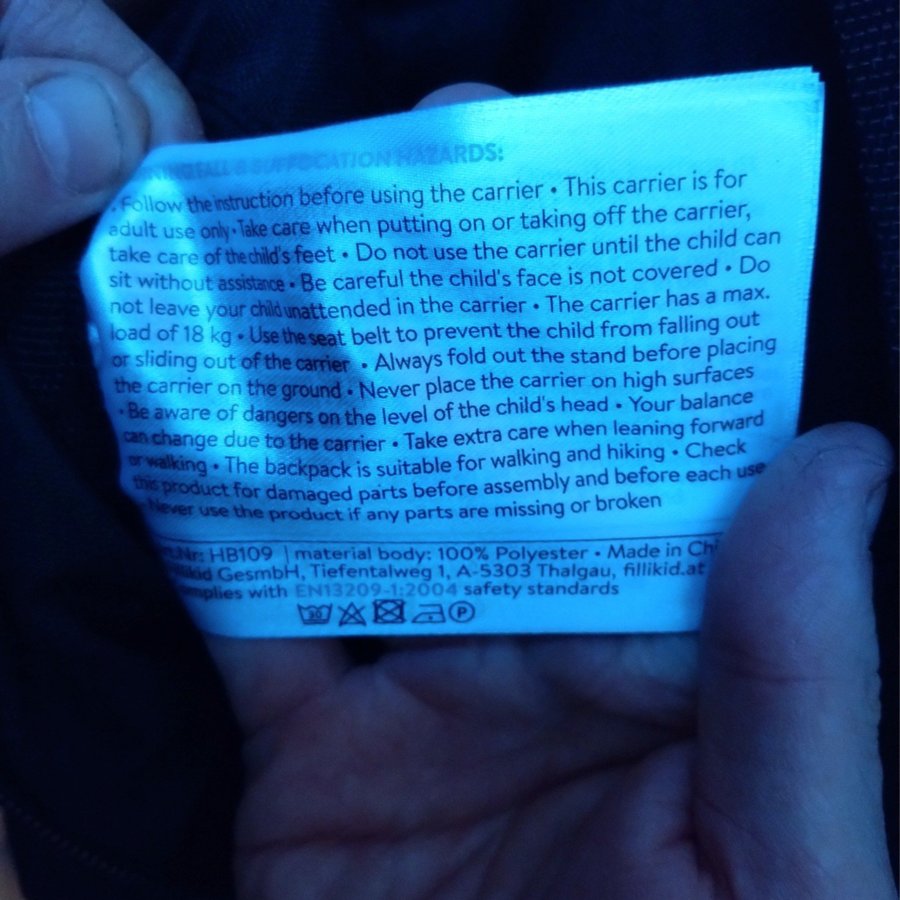 FALL & SUFFOCATION HAZARDS:
• Follow the instruction before using the carrier • This carrier is for
adult use only • Take care when putting on or taking off the carrier,
take care of the child's feet • Do not use the carrier until the child can
sit without assistance • Be careful the child's face is not covered • Do
not leave your child unattended in the carrier • The carrier has a max.
load of 18 kg • Use the seat belt to prevent the child from falling out
or sliding out of the carrier • Always fold out the stand before placing
the carrier on the ground • Never place the carrier on high surfaces
• Be aware of dangers on the level of the child's head • Your balance
can change due to the carrier • Take extra care when leaning forward
or walking • The backpack is suitable for walking and hiking • Check
this product for damaged parts before assembly and before each use
Never use the product if any parts are missing or broken
HB109 | material body: 100% Polyester • Made in
GesmbH, Tiefentalweg 1, A-5303 Thalgau, fillikid.at
with EN13209-1:2004 safety standards
30 P